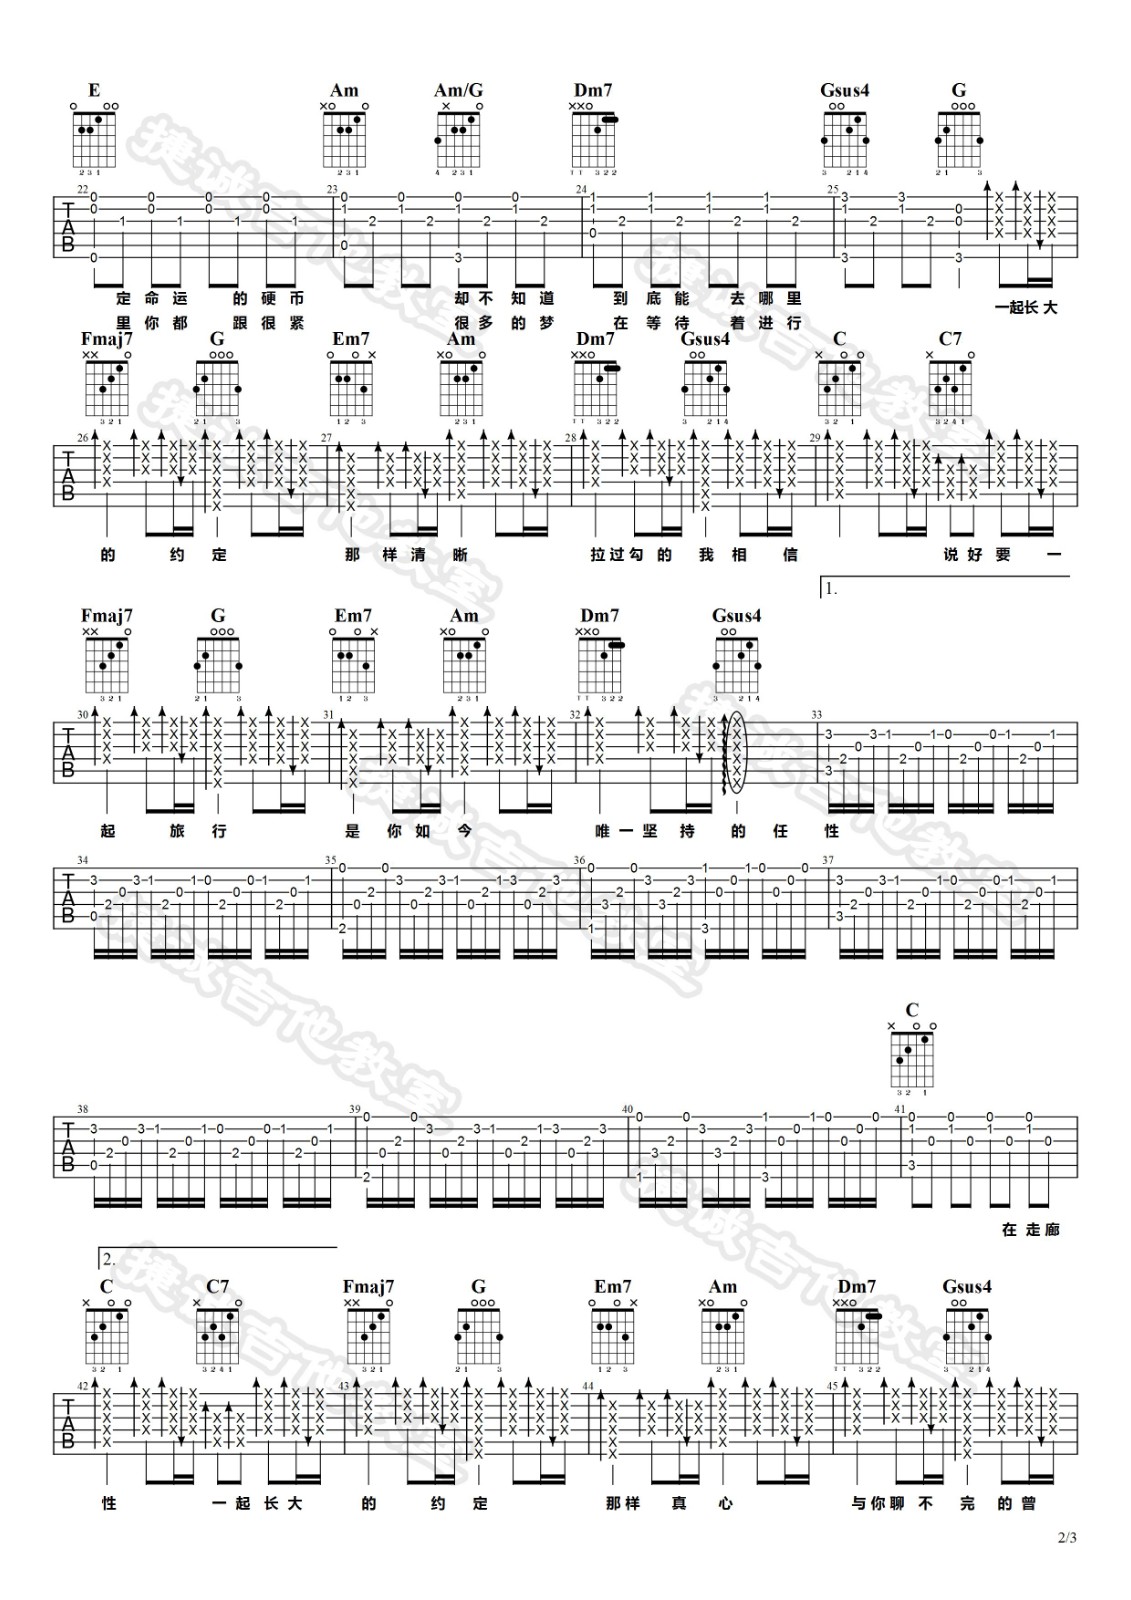 E Am Am/G Dm7 Gsus4 G
22 23 24 25
定命运的硬币 却不知道 到底能去哪里 一起长大
里你都跟很紧 很多的梦 在等待着进行
Fmaj7 G Em7 Am Dm7 Gsus4 C C7
26 27 28 29
的约定 那样清晰 拉过勾的我相信 说好要一
1.
Fmaj7 G Em7 Am Dm7 Gsus4
30 31 32 33
起旅行 是你如今 唯一坚持的任性
34 35 36 37
C
38 39 40 41
在走廊
2.
C C7 Fmaj7 G Em7 Am Dm7 Gsus4
42 43 44 45
性 一起长大 的约定 那样真心 与你聊不完的曾
2/3
捷诚吉他教室